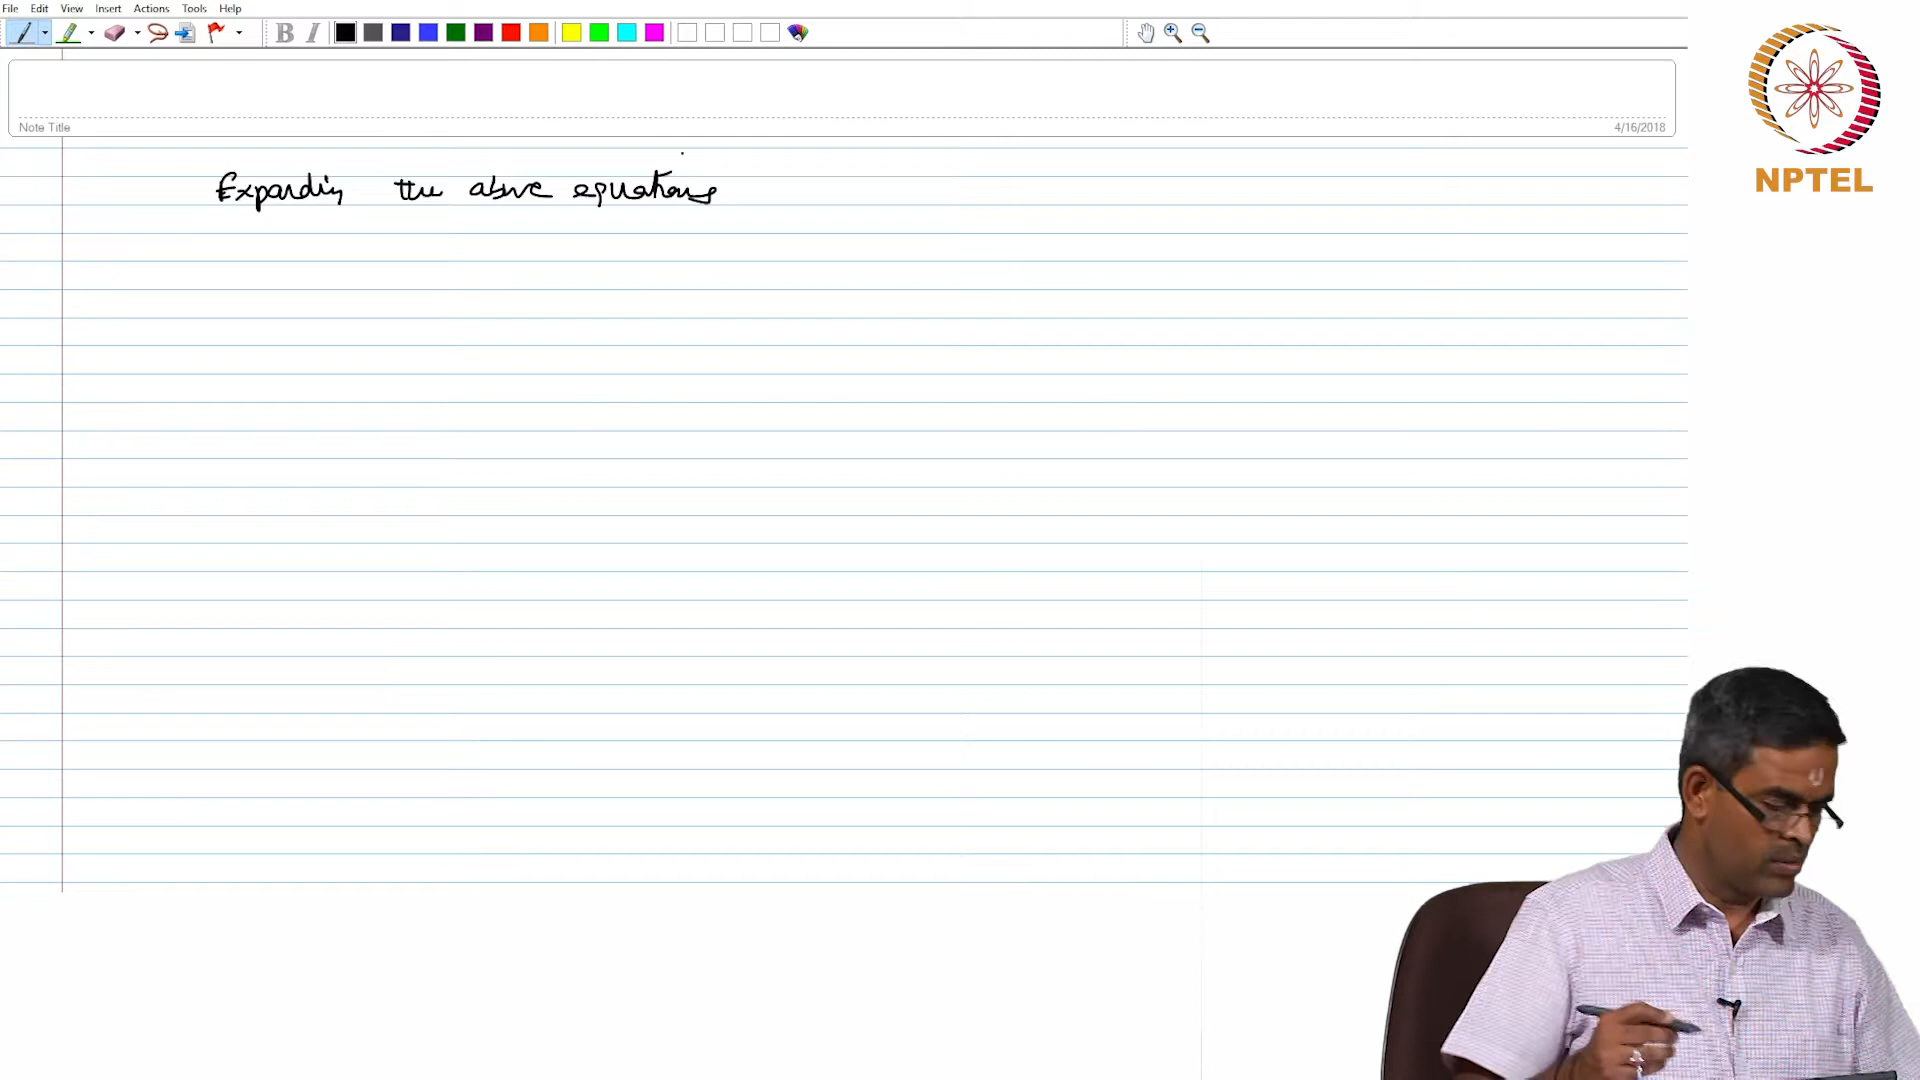 File Edit View Insert Actions Tools Help
B I
Note Title
4/16/2018
Expanding the above equations
NPTEL